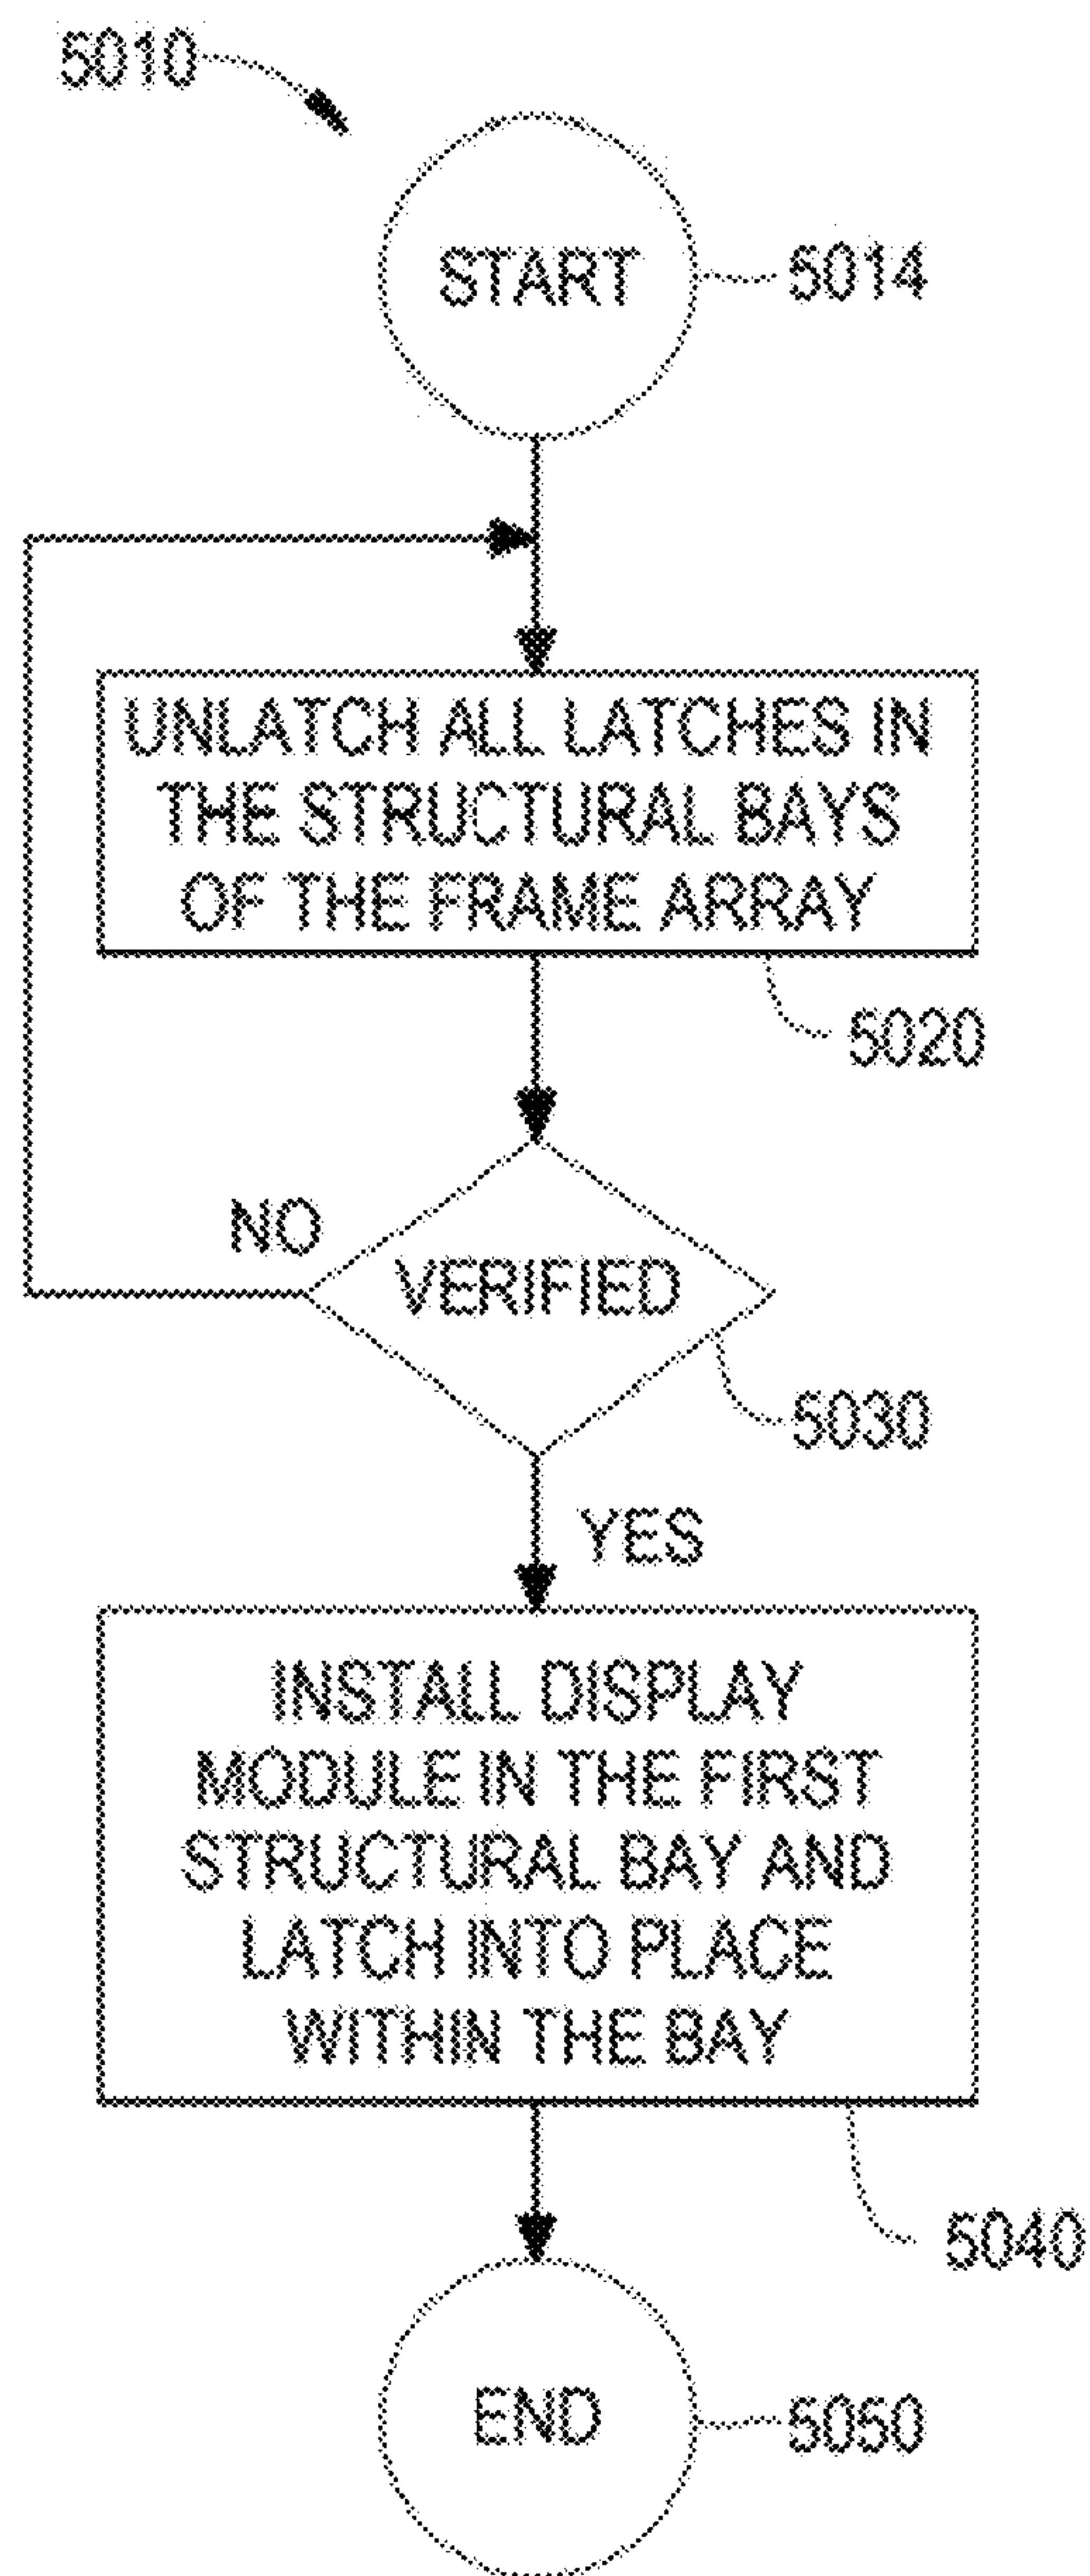 5010
START
5014
UNLATCH ALL LATCHES IN
THE STRUCTURAL BAYS
OF THE FRAME ARRAY
5020
NO
VERIFIED
5030
YES
INSTALL DISPLAY
MODULE IN THE FIRST
STRUCTURAL BAY AND
LATCH INTO PLACE
WITHIN THE BAY
5040
END
5050